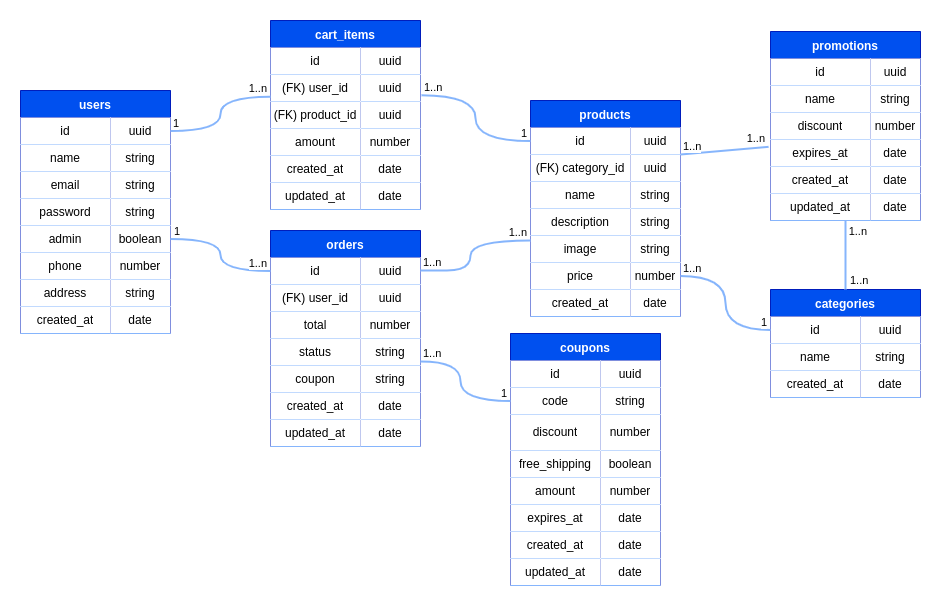 users
id uuid
name string
email string
password string
admin boolean
phone number
address string
created_at date
1
1
cart_items
id uuid
(FK) user_id uuid
(FK) product_id uuid
amount number
created_at date
updated_at date
1..n
1..n
orders
id uuid
(FK) user_id uuid
total number
status string
coupon string
created_at date
updated_at date
1..n
1..n
1..n
products
id uuid
(FK) category_id uuid
name string
description string
image string
price number
created_at date
1
1..n
1..n
1..n
coupons
id uuid
code string
discount number
free_shipping boolean
amount number
expires_at date
created_at date
updated_at date
1
promotions
id uuid
name string
discount number
expires_at date
created_at date
updated_at date
1..n
1..n
categories
id uuid
name string
created_at date
1..n
1